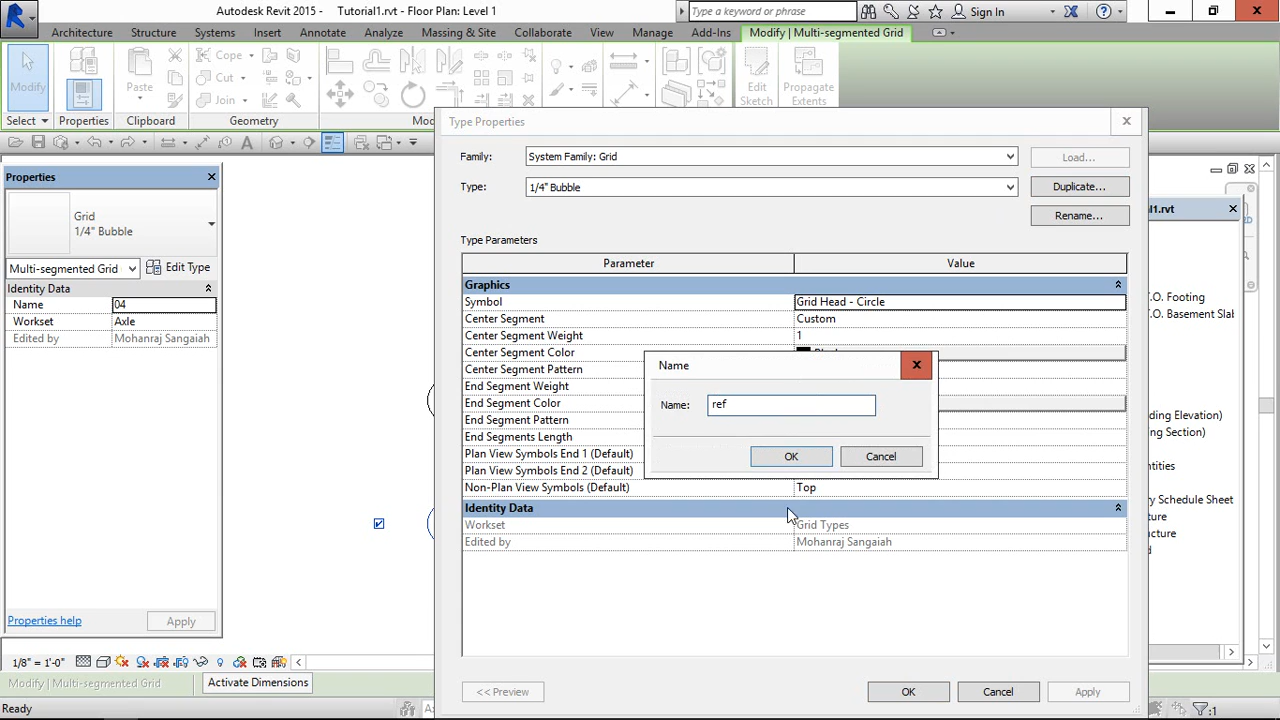 Autodesk Revit 2015 - Tutorial1.rvt - Floor Plan: Level 1
Type a keyword or phrase
Sign In
Architecture Structure Systems Insert Annotate Analyze Massing & Site Collaborate View Manage Add-Ins Modify | Multi-segmented Grid
Modify
Paste
Cope
Cut
Join
Edit Sketch
Propagate Extents
Select Properties Clipboard Geometry
Type Properties
Family: System Family: Grid Load...
Type: 1/4" Bubble Duplicate...
Rename...
Type Parameters
Parameter Value
Graphics
Symbol Grid Head - Circle
Center Segment Custom
Center Segment Weight 1
Center Segment Color
Center Segment Pattern
End Segment Weight
End Segment Color
End Segment Pattern
End Segments Length
Plan View Symbols End 1 (Default)
Plan View Symbols End 2 (Default)
Non-Plan View Symbols (Default) Top
Identity Data
Workset Grid Types
Edited by Mohanraj Sangaiah
<< Preview OK Cancel Apply
Name
Name: ref
OK Cancel
Properties
Grid
1/4" Bubble
Multi-segmented Grid Edit Type
Identity Data
Name 04
Workset Axle
Edited by Mohanraj Sangaiah
Properties help Apply
al1.rvt
T.O. Footing
T.O. Basement Slab
ding Elevation)
ng Section)
ntities
ry Schedule Sheet
ture
ucture
d
1/8" = 1'-0"
Modify | Multi-segmented Grid Activate Dimensions
Ready
:1